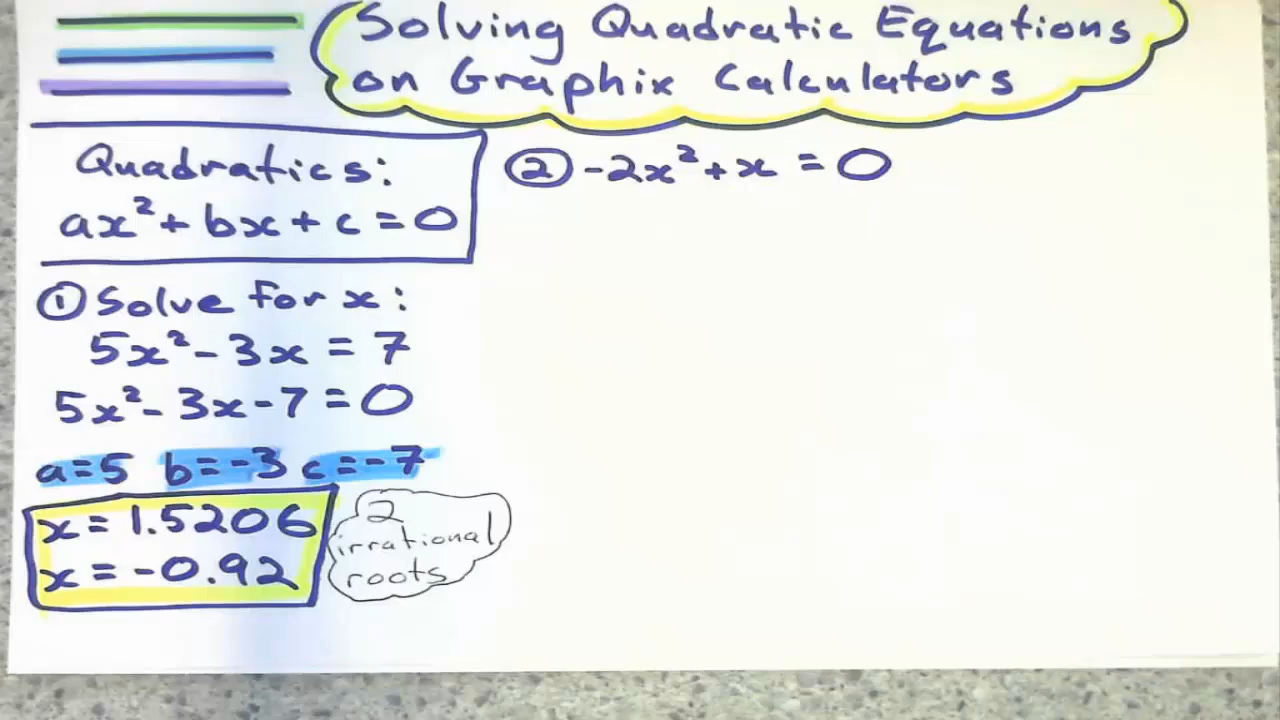 Solving Quadratic Equations
on Graphix Calculators
Quadratics:
ax² + bx + c = 0
① Solve for x:
5x² - 3x = 7
5x² - 3x - 7 = 0
a=5 b=-3 c=-7
x = 1.5206
x = -0.92
2
irrational
roots
② -2x² + x = 0